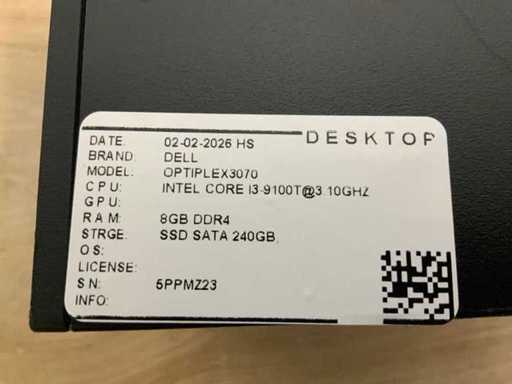 DESKTOP
DATE: 02-02-2026 HS
BRAND: DELL
MODEL: OPTIPLEX3070
CPU: INTEL CORE I3-9100T@3.10GHZ
GPU:
RAM: 8GB DDR4
STRGE: SSD SATA 240GB,
OS:
LICENSE:
SN: 5PPMZ23
INFO: